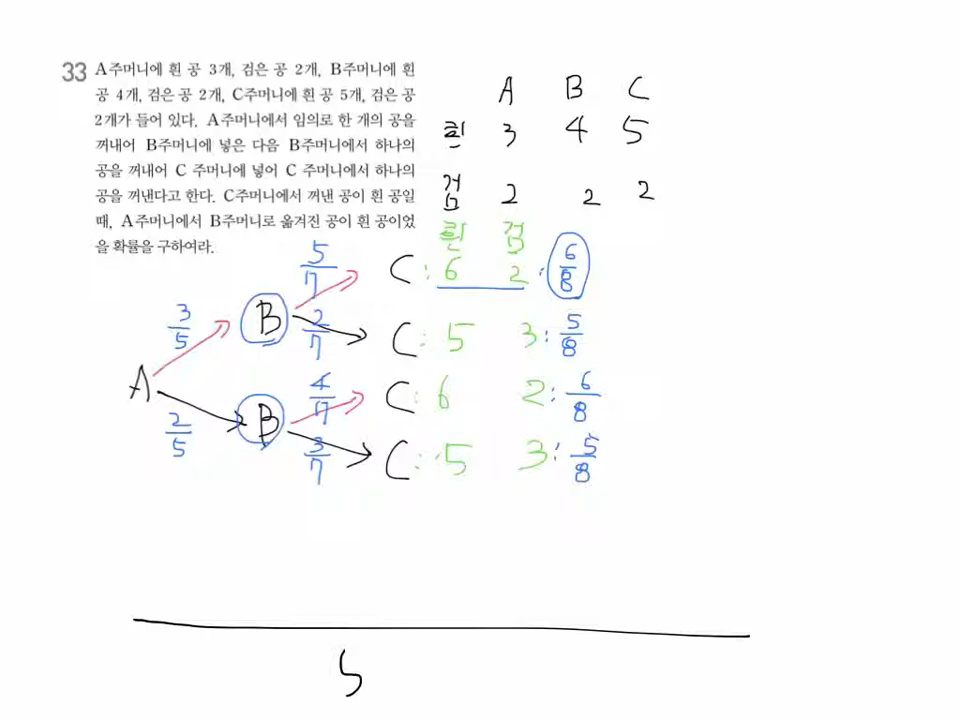 33 A주머니에 흰 공 3개, 검은 공 2개, B주머니에 흰
공 4개, 검은 공 2개, C주머니에 흰 공 5개, 검은 공
2개가 들어 있다. A주머니에서 임의로 한 개의 공을
꺼내어 B주머니에 넣은 다음 B주머니에서 하나의
공을 꺼내어 C 주머니에 넣어 C 주머니에서 하나의
공을 꺼낸다고 한다. C주머니에서 꺼낸 공이 흰 공일
때, A주머니에서 B주머니로 옮겨진 공이 흰 공이었
을 확률을 구하여라.
A B C
흰 3 4 5
검 2 2 2
흰 검
3/5 B 5/7 C : 6 2 : 6/8
2/7 C : 5 3 : 5/8
A
2/5 B 4/7 C : 6 2 : 6/8
3/7 C : 5 3 : 5/8
5